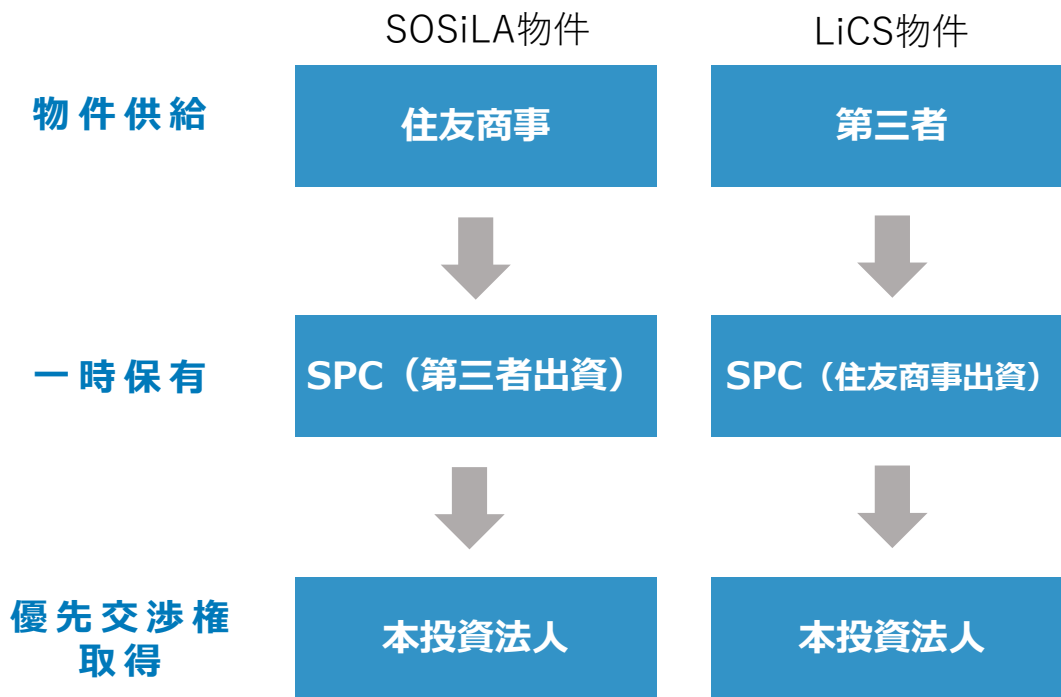 SOSiLA物件
LiCS物件
物件供給
住友商事
第三者
一時保有
SPC（第三者出資）
SPC（住友商事出資）
優先交渉権
取得
本投資法人
本投資法人